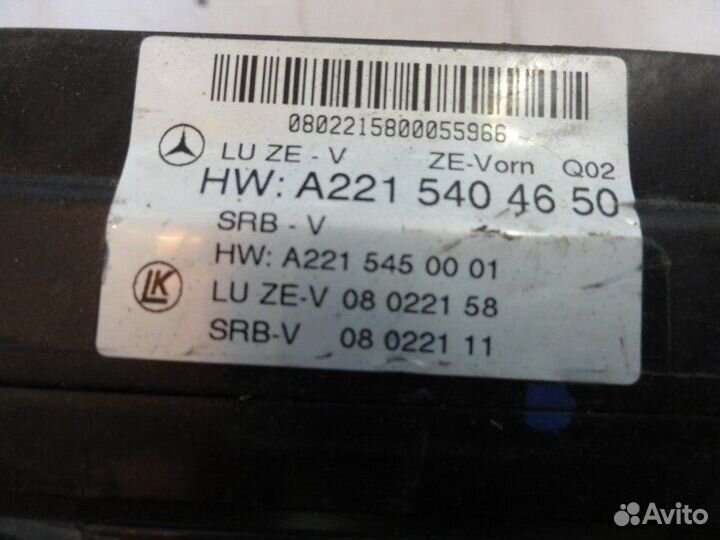 0802215800055966
LU ZE - V ZE-Vorn Q02
HW: A221 540 46 50
SRB - V
HW: A221 545 00 01
LK
LU ZE-V 08 0221 58
SRB-V 08 0221 11
Avito